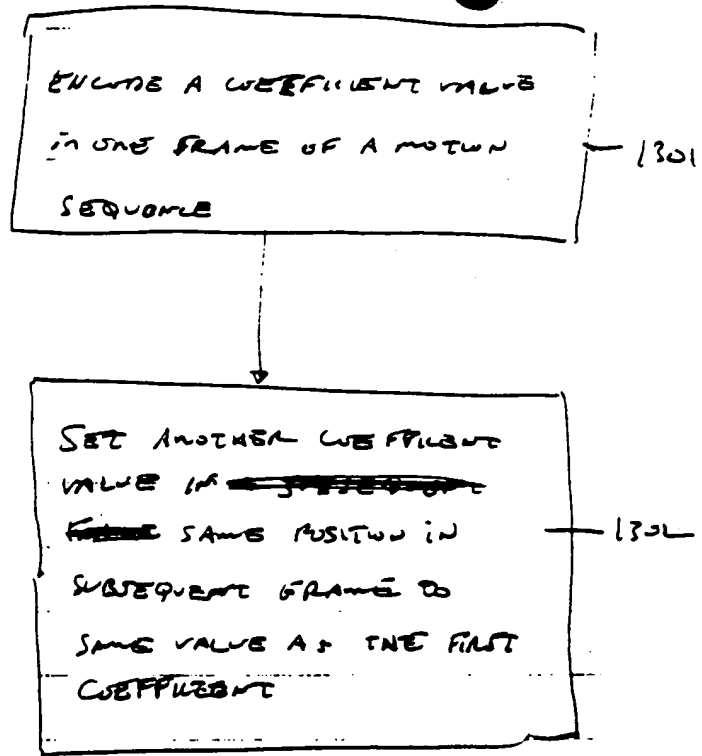 ENCODE A COEFFICIENT VALUE
in ONE FRAME OF A MOTION
SEQUENCE
1301
SET ANOTHER COEFFICIENT
VALUE IN
SAME POSITION iN
SUBSEQUENT FRAME TO
SAME VALUE AS THE FIRST
COEFFICIENT
1302